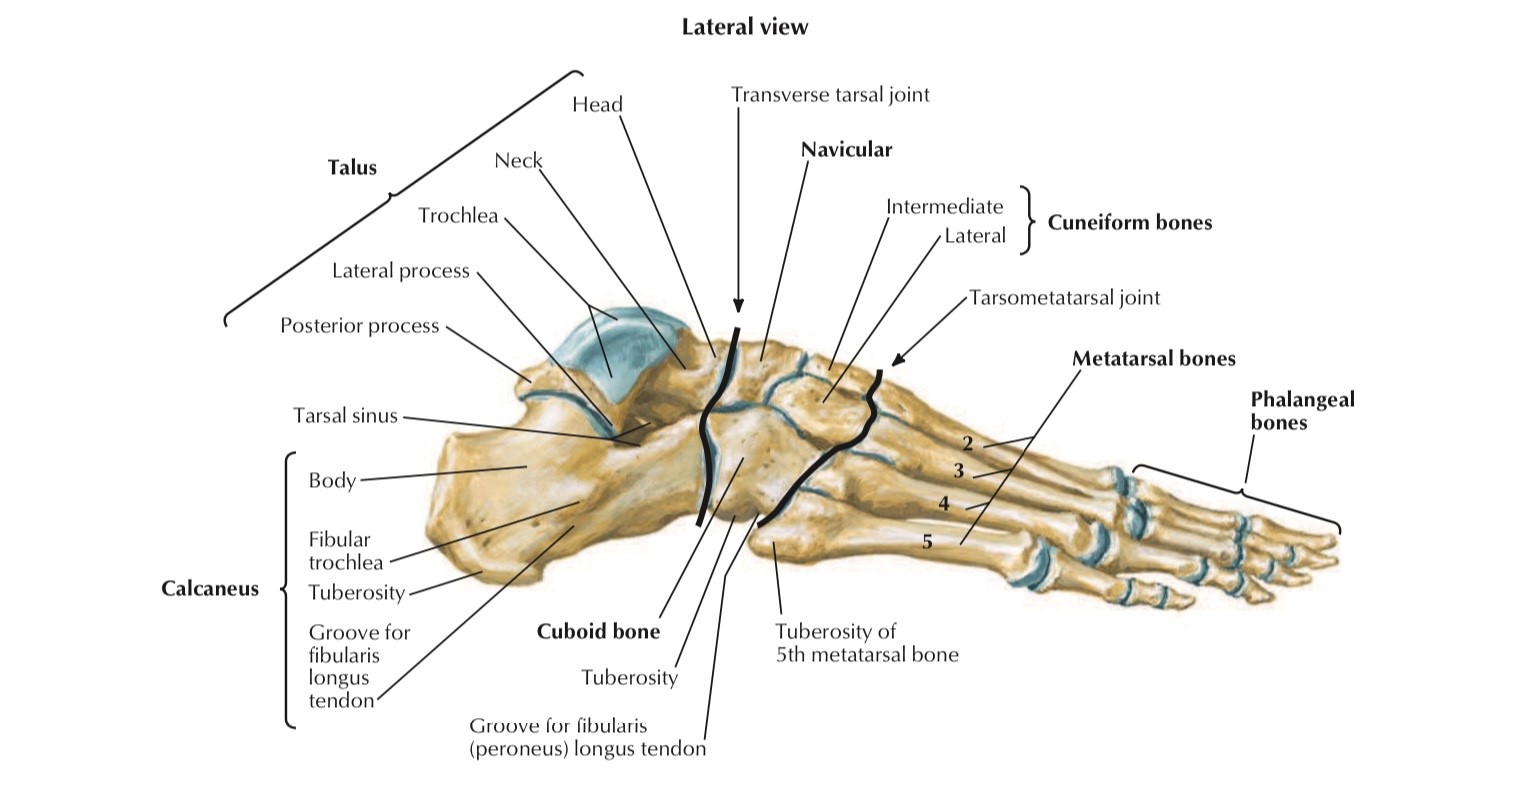 Lateral view
Head
Transverse tarsal joint
Talus
Neck
Navicular
Trochlea
Intermediate
Lateral
Cuneiform bones
Lateral process
Tarsometatarsal joint
Posterior process
Metatarsal bones
Phalangeal
bones
Tarsal sinus
2
3
4
5
Body
Fibular
trochlea
Calcaneus
Tuberosity
Groove for
fibularis
longus
tendon
Cuboid bone
Tuberosity
Tuberosity of
5th metatarsal bone
Groove for fibularis
(peroneus) longus tendon